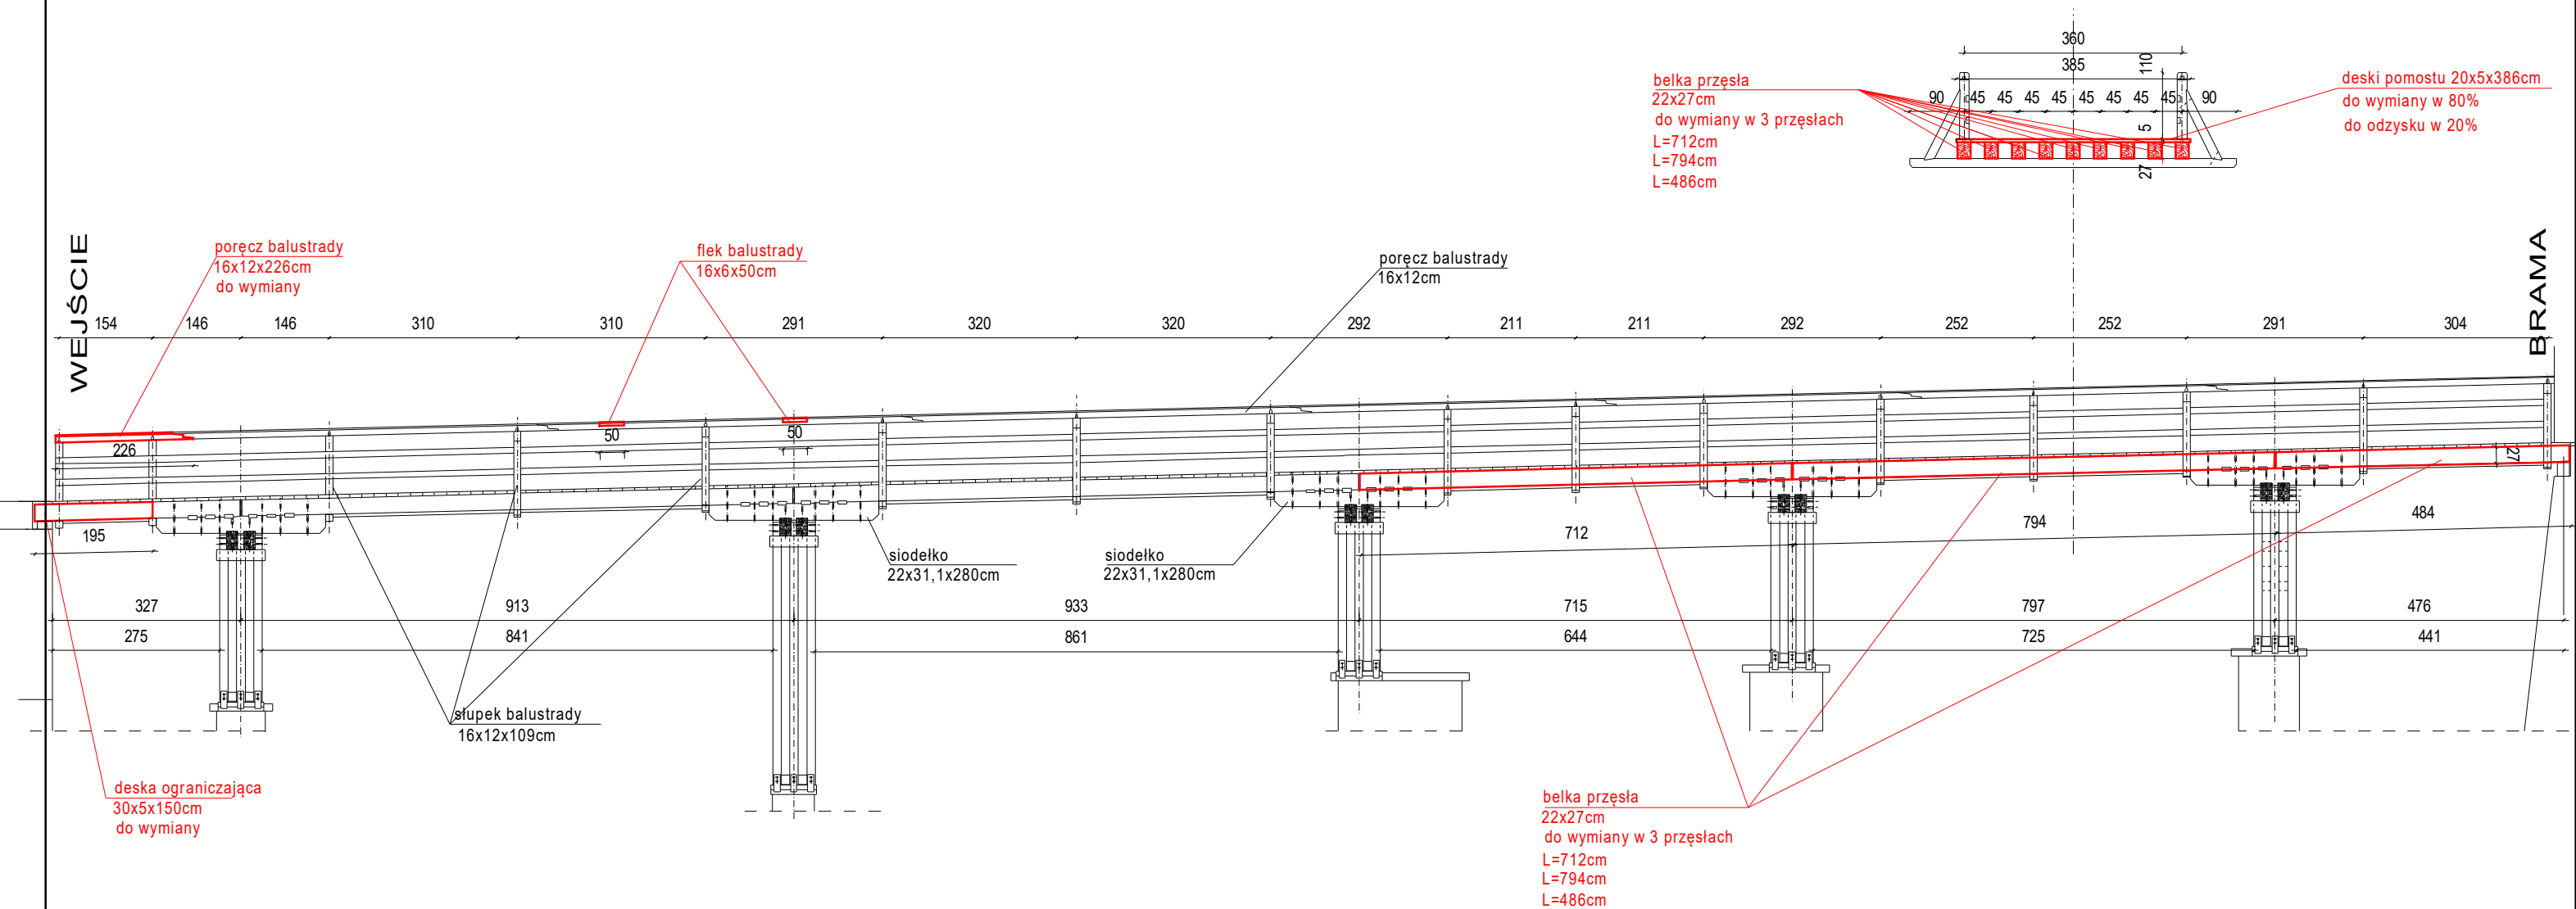 360
385
110
90 45 45 45 45 45 45 45 45 90
5
27
belka przęsła
22x27cm
do wymiany w 3 przęsłach
L=712cm
L=794cm
L=486cm
deski pomostu 20x5x386cm
do wymiany w 80%
do odzysku w 20%
WEJŚCIE
BRAMA
poręcz balustrady
16x12x226cm
do wymiany
flek balustrady
16x6x50cm
poręcz balustrady
16x12cm
154 146 146 310 310 291 320 320 292 211 211 292 252 252 291 304
226
50
50
27
195
712
794
484
siodełko
22x31,1x280cm
siodełko
22x31,1x280cm
327 913 933 715 797 476
275 841 861 644 725 441
słupek balustrady
16x12x109cm
deska ograniczająca
30x5x150cm
do wymiany
belka przęsła
22x27cm
do wymiany w 3 przęsłach
L=712cm
L=794cm
L=486cm